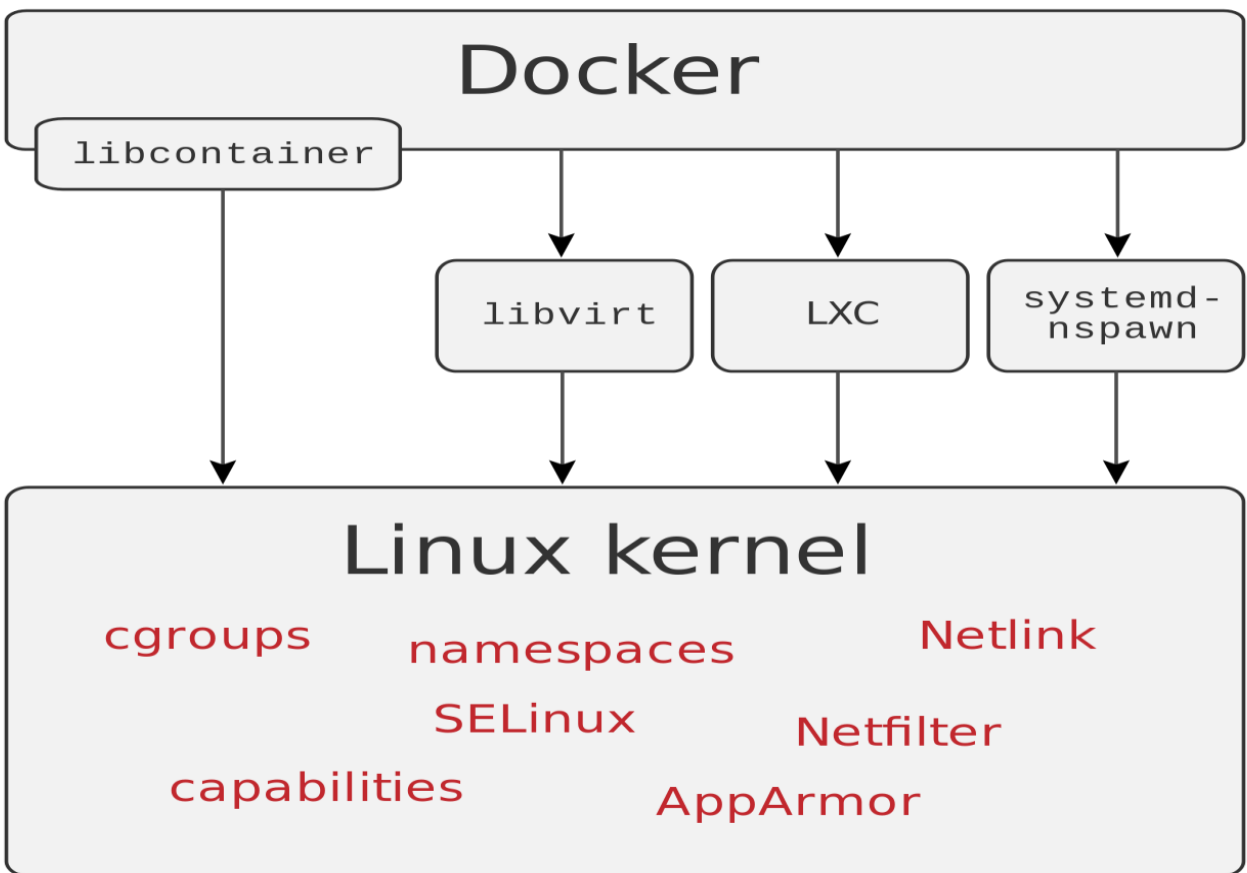 Docker
libcontainer
libvirt
LXC
systemd-
nspawn
Linux kernel
cgroups
namespaces
Netlink
SELinux
Netfilter
capabilities
AppArmor